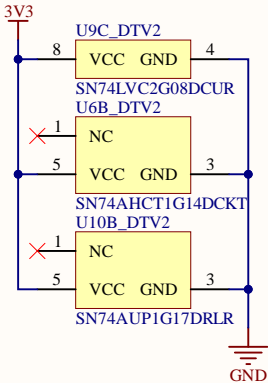 3V3
U9C_DTV2
8 VCC GND 4
SN74LVC2G08DCUR
U6B_DTV2
1 NC
5 VCC GND 3
SN74AHCT1G14DCKT
U10B_DTV2
1 NC
5 VCC GND 3
SN74AUP1G17DRLR
GND